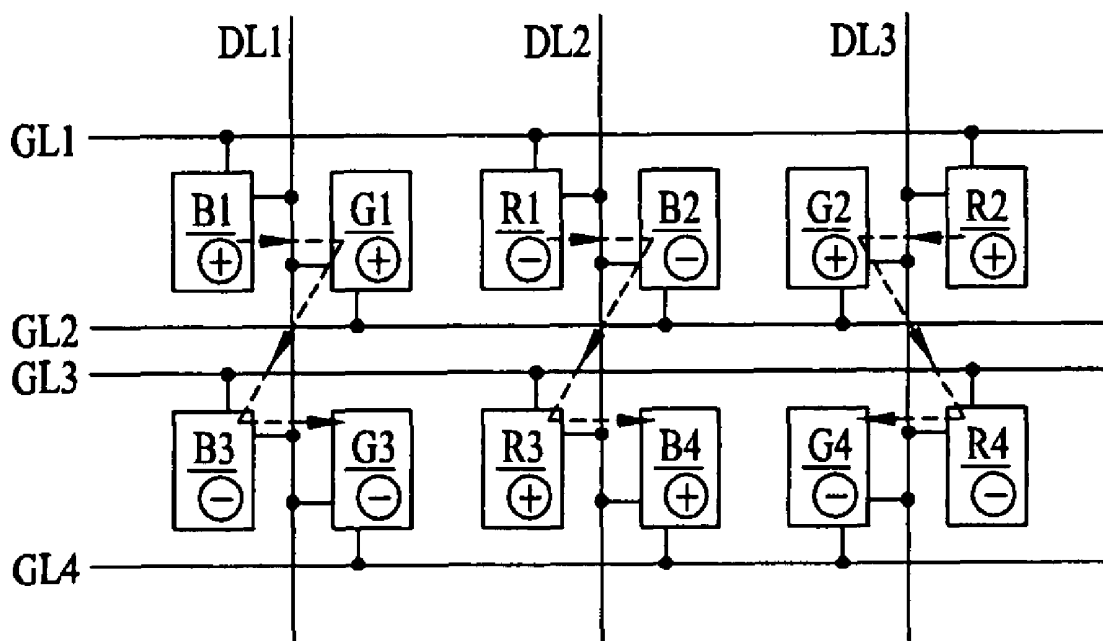 DL1 DL2 DL3
GL1
B1 G1 R1 B2 G2 R2
+ + − − + +
GL2
GL3
B3 G3 R3 B4 G4 R4
− − + + − −
GL4